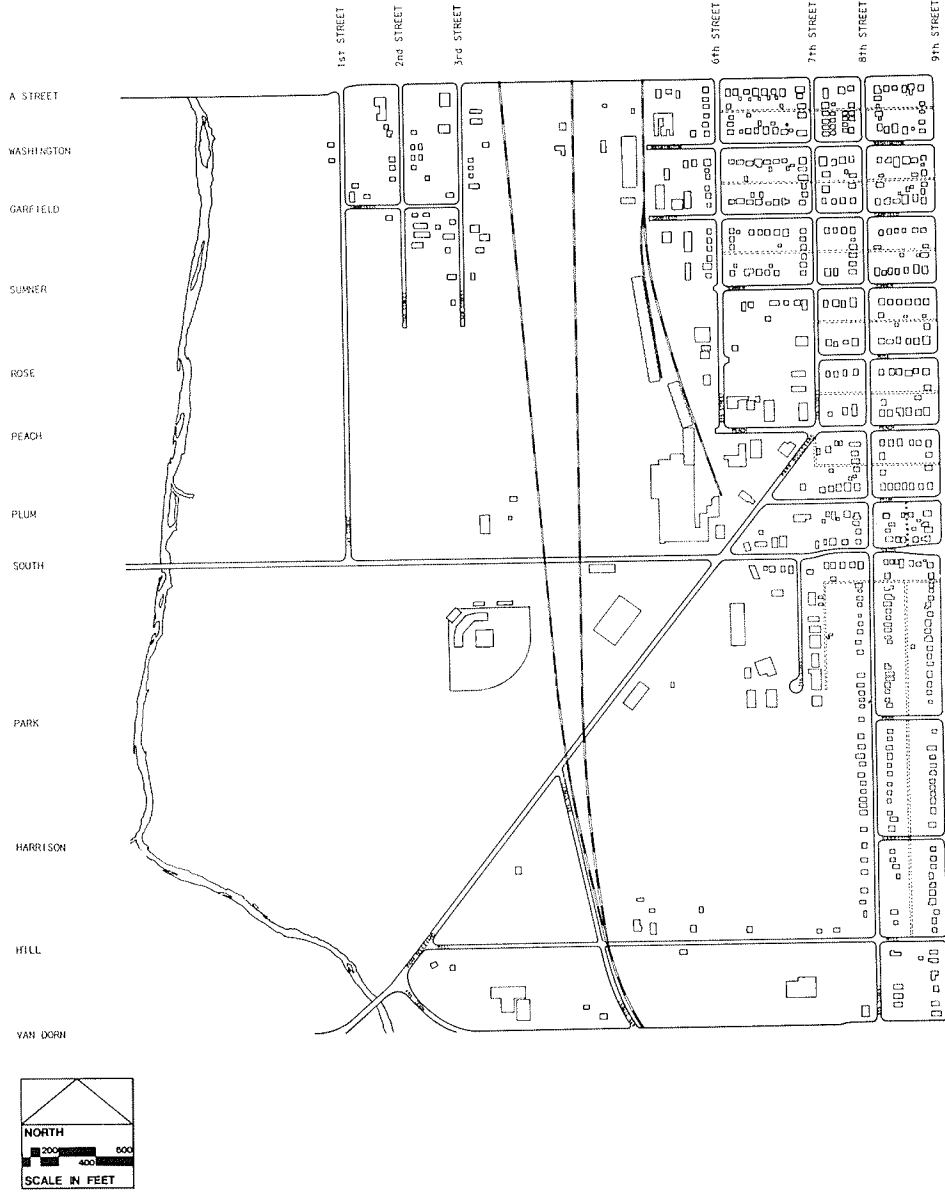 1st STREET
2nd STREET
3rd STREET
6th STREET
7th STREET
8th STREET
9th STREET
A STREET
WASHINGTON
GARFIELD
SUMNER
ROSE
PEACH
PLUM
SOUTH
PARK
HARRISON
HILL
VAN DORN
NORTH
200 600
400
SCALE IN FEET